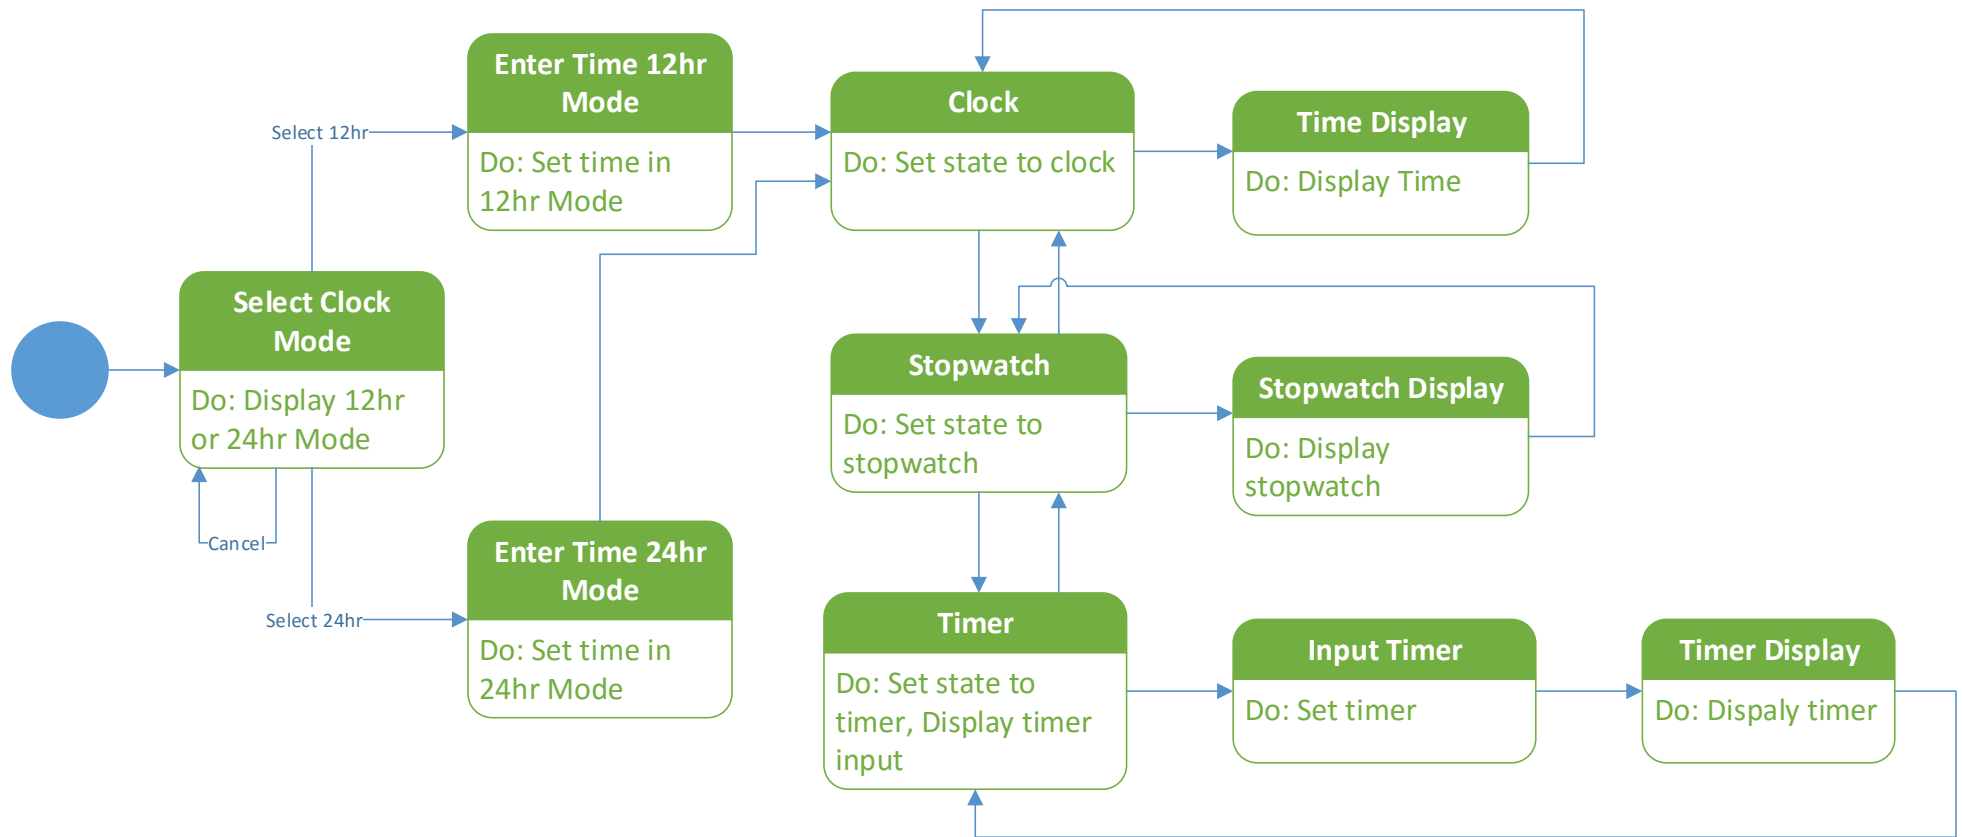 Enter Time 12hr
Mode
Do: Set time in
12hr Mode
Clock
Do: Set state to clock
Time Display
Do: Display Time
Select 12hr
Select Clock
Mode
Do: Display 12hr
or 24hr Mode
Cancel
Select 24hr
Enter Time 24hr
Mode
Do: Set time in
24hr Mode
Stopwatch
Do: Set state to
stopwatch
Stopwatch Display
Do: Display
stopwatch
Timer
Do: Set state to
timer, Display timer
input
Input Timer
Do: Set timer
Timer Display
Do: Dispaly timer